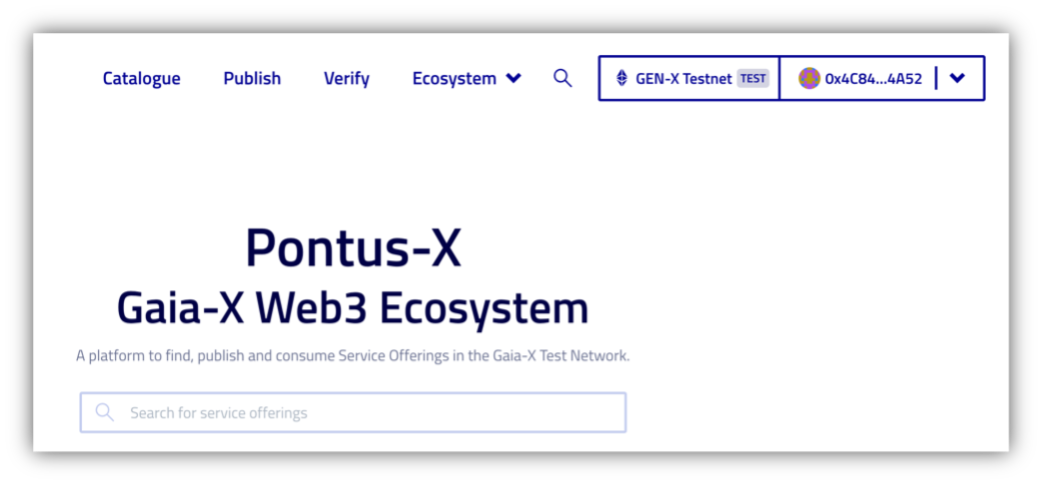 Catalogue Publish Verify Ecosystem GEN-X Testnet TEST 0x4C84...4A52
Pontus-X
Gaia-X Web3 Ecosystem
A platform to find, publish and consume Service Offerings in the Gaia-X Test Network.
Search for service offerings